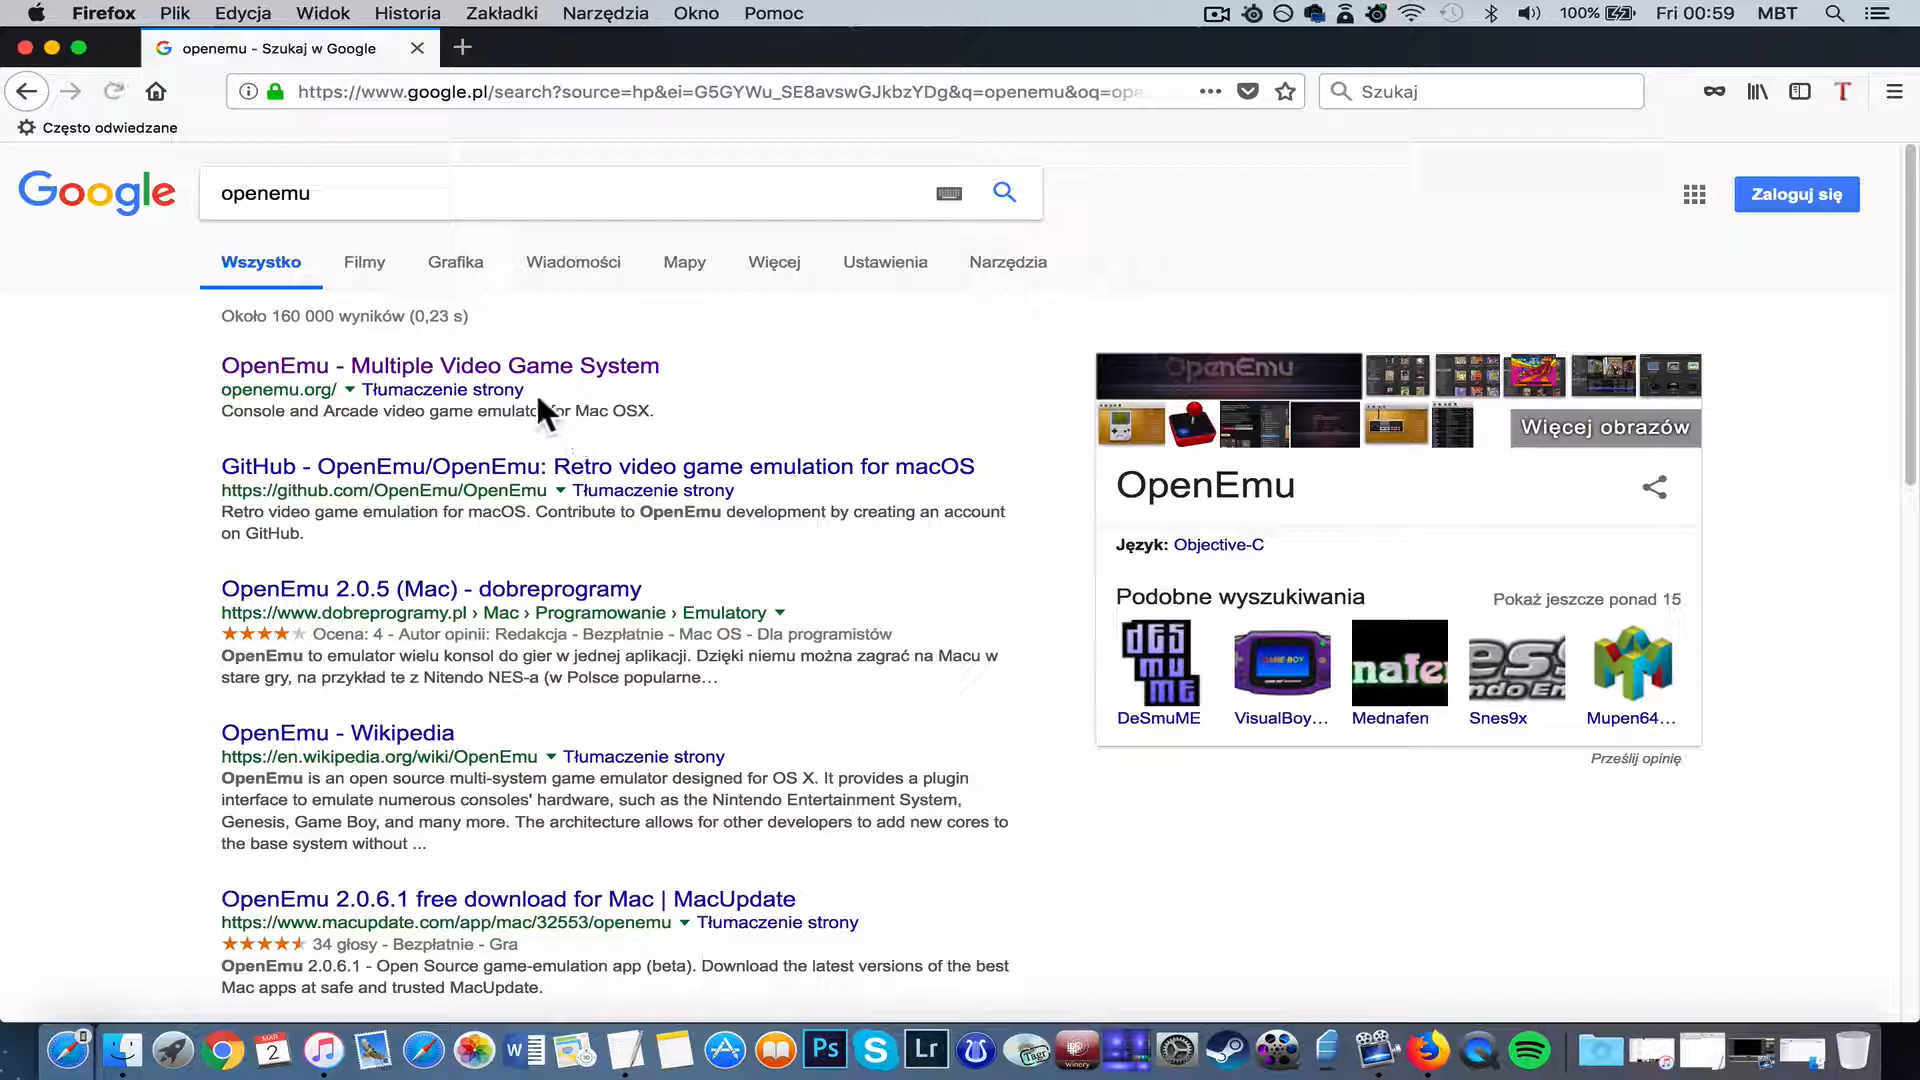 Firefox Plik Edycja Widok Historia Zakładki Narzędzia Okno Pomoc 100% Fri 00:59 MBT
openemu - Szukaj w Google
https://www.google.pl/search?source=hp&ei=G5GYWu_SE8avswGJkbzYDg&q=openemu&oq=ope
Szukaj
Często odwiedzane
Google
openemu
Zaloguj się
Wszystko Filmy Grafika Wiadomości Mapy Więcej Ustawienia Narzędzia
Około 160 000 wyników (0,23 s)
OpenEmu - Multiple Video Game System
openemu.org/ Tłumaczenie strony
Console and Arcade video game emulator for Mac OSX.
GitHub - OpenEmu/OpenEmu: Retro video game emulation for macOS
https://github.com/OpenEmu/OpenEmu Tłumaczenie strony
Retro video game emulation for macOS. Contribute to OpenEmu development by creating an account
on GitHub.
OpenEmu 2.0.5 (Mac) - dobreprogramy
https://www.dobreprogramy.pl › Mac › Programowanie › Emulatory
Ocena: 4 - Autor opinii: Redakcja - Bezpłatnie - Mac OS - Dla programistów
OpenEmu to emulator wielu konsol do gier w jednej aplikacji. Dzięki niemu można zagrać na Macu w
stare gry, na przykład te z Nitendo NES-a (w Polsce popularne…
OpenEmu - Wikipedia
https://en.wikipedia.org/wiki/OpenEmu Tłumaczenie strony
OpenEmu is an open source multi-system game emulator designed for OS X. It provides a plugin
interface to emulate numerous consoles' hardware, such as the Nintendo Entertainment System,
Genesis, Game Boy, and many more. The architecture allows for other developers to add new cores to
the base system without ...
OpenEmu 2.0.6.1 free download for Mac | MacUpdate
https://www.macupdate.com/app/mac/32553/openemu Tłumaczenie strony
34 głosy - Bezpłatnie - Gra
OpenEmu 2.0.6.1 - Open Source game-emulation app (beta). Download the latest versions of the best
Mac apps at safe and trusted MacUpdate.
OpenEmu
Więcej obrazów
OpenEmu
Język: Objective-C
Podobne wyszukiwania Pokaż jeszcze ponad 15
DeSmuME VisualBoy... Mednafen Snes9x Mupen64...
Prześlij opinię
MAR
2
W
Ps
S
Lr
Tagr
Winery